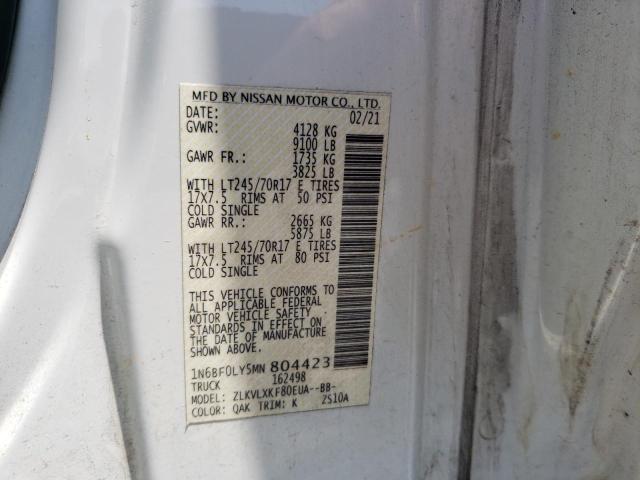 MFD BY NISSAN MOTOR CO., LTD.
DATE: 02/21
GVWR: 4128 KG
9100 LB
GAWR FR.: 1735 KG
3825 LB
WITH LT245/70R17 E TIRES
17X7.5 RIMS AT 50 PSI
COLD SINGLE
GAWR RR.: 2665 KG
5875 LB
WITH LT245/70R17 E TIRES
17X7.5 RIMS AT 80 PSI
COLD SINGLE
THIS VEHICLE CONFORMS TO
ALL APPLICABLE FEDERAL
MOTOR VEHICLE SAFETY
STANDARDS IN EFFECT ON
THE DATE OF MANUFACTURE
SHOWN ABOVE.
1N6BF0LY5MN 804423
TRUCK 162498
MODEL: ZLKVLXKF80EUA--BB-
COLOR: QAK TRIM: K ZS10A